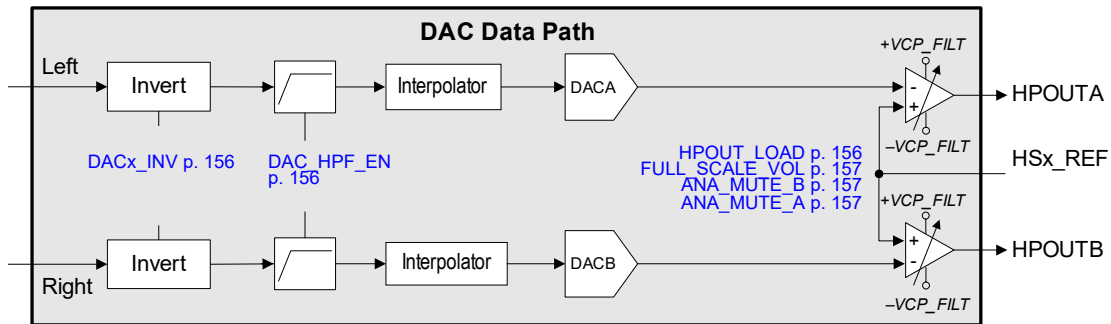 DAC Data Path
+VCP_FILT
Left
Invert
Interpolator
DACA
-
+
HPOUTA
–VCP_FILT
DACx_INV p. 156
DAC_HPF_EN
p. 156
HPOUT_LOAD p. 156
FULL_SCALE_VOL p. 157
ANA_MUTE_B p. 157
ANA_MUTE_A p. 157
HSx_REF
+VCP_FILT
Right
Invert
Interpolator
DACB
+
-
HPOUTB
–VCP_FILT